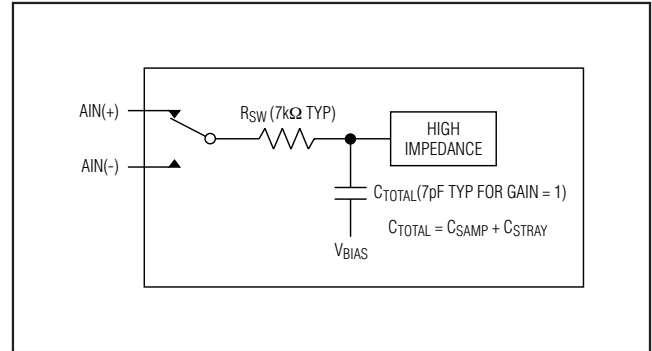 AIN(+)
RSW (7kΩ TYP)
HIGH
IMPEDANCE
AIN(-)
CTOTAL(7pF TYP FOR GAIN = 1)
CTOTAL = CSAMP + CSTRAY
VBIAS